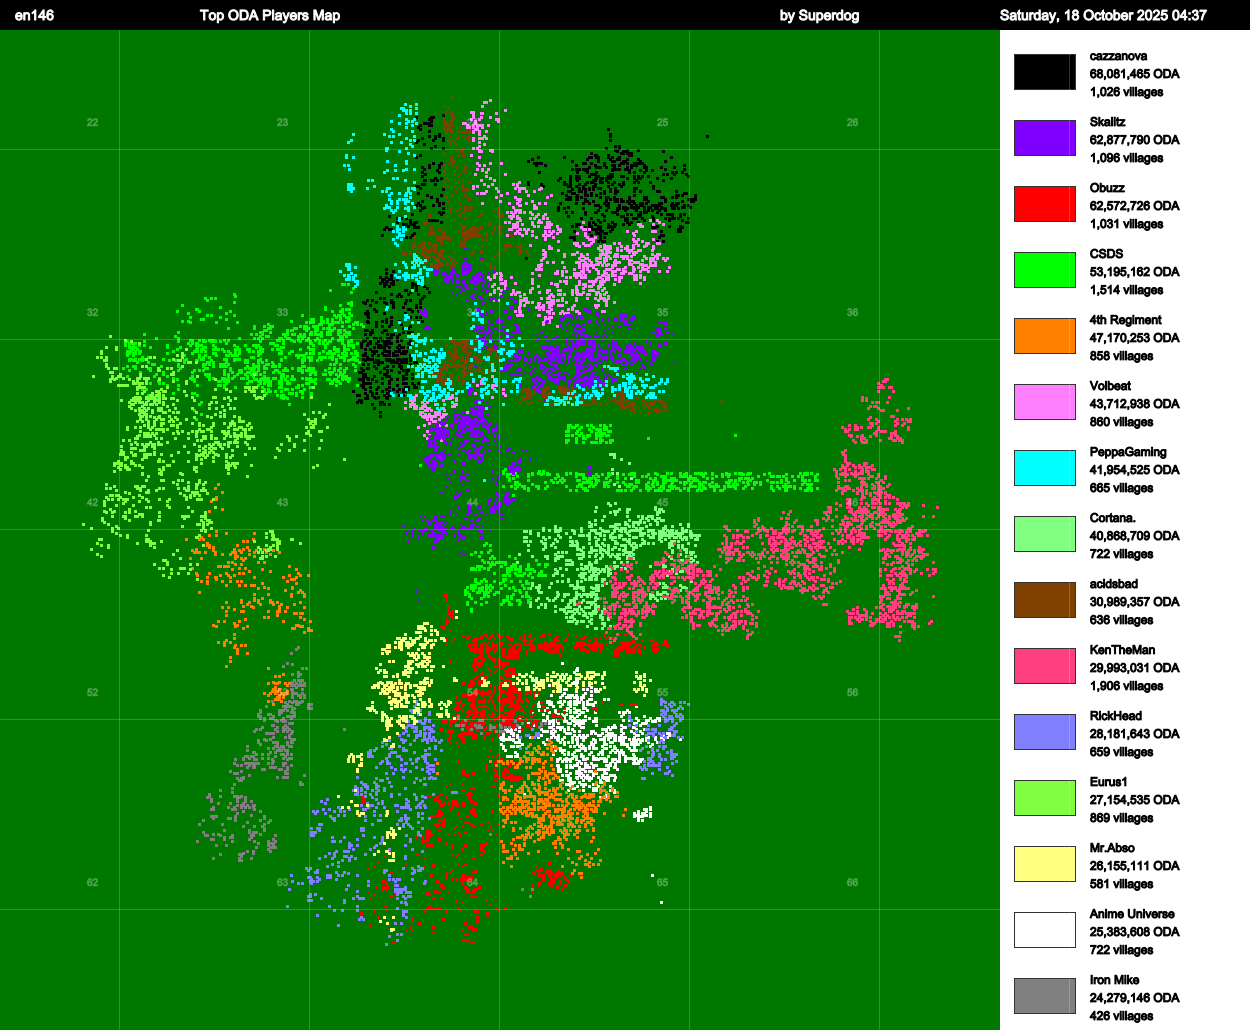 en146 Top ODA Players Map by Superdog Saturday, 18 October 2025 04:37
cazzanova
68,081,465 ODA
1,026 villages
Skalitz
62,877,790 ODA
1,096 villages
Obuzz
62,572,726 ODA
1,031 villages
CSDS
53,195,162 ODA
1,514 villages
4th Regiment
47,170,253 ODA
858 villages
Volbeat
43,712,938 ODA
860 villages
PeppaGaming
41,954,525 ODA
665 villages
Cortana.
40,868,709 ODA
722 villages
acidsbad
30,989,357 ODA
636 villages
KenTheMan
29,993,031 ODA
1,906 villages
RickHead
28,181,643 ODA
659 villages
Eurus1
27,154,535 ODA
869 villages
Mr.Abso
26,155,111 ODA
581 villages
Anime Universe
25,383,608 ODA
722 villages
Iron Mike
24,279,146 ODA
426 villages
22 23 25 26
32 33 35 36
42 43 44 45
52 54 55 56
62 63 64 65 66